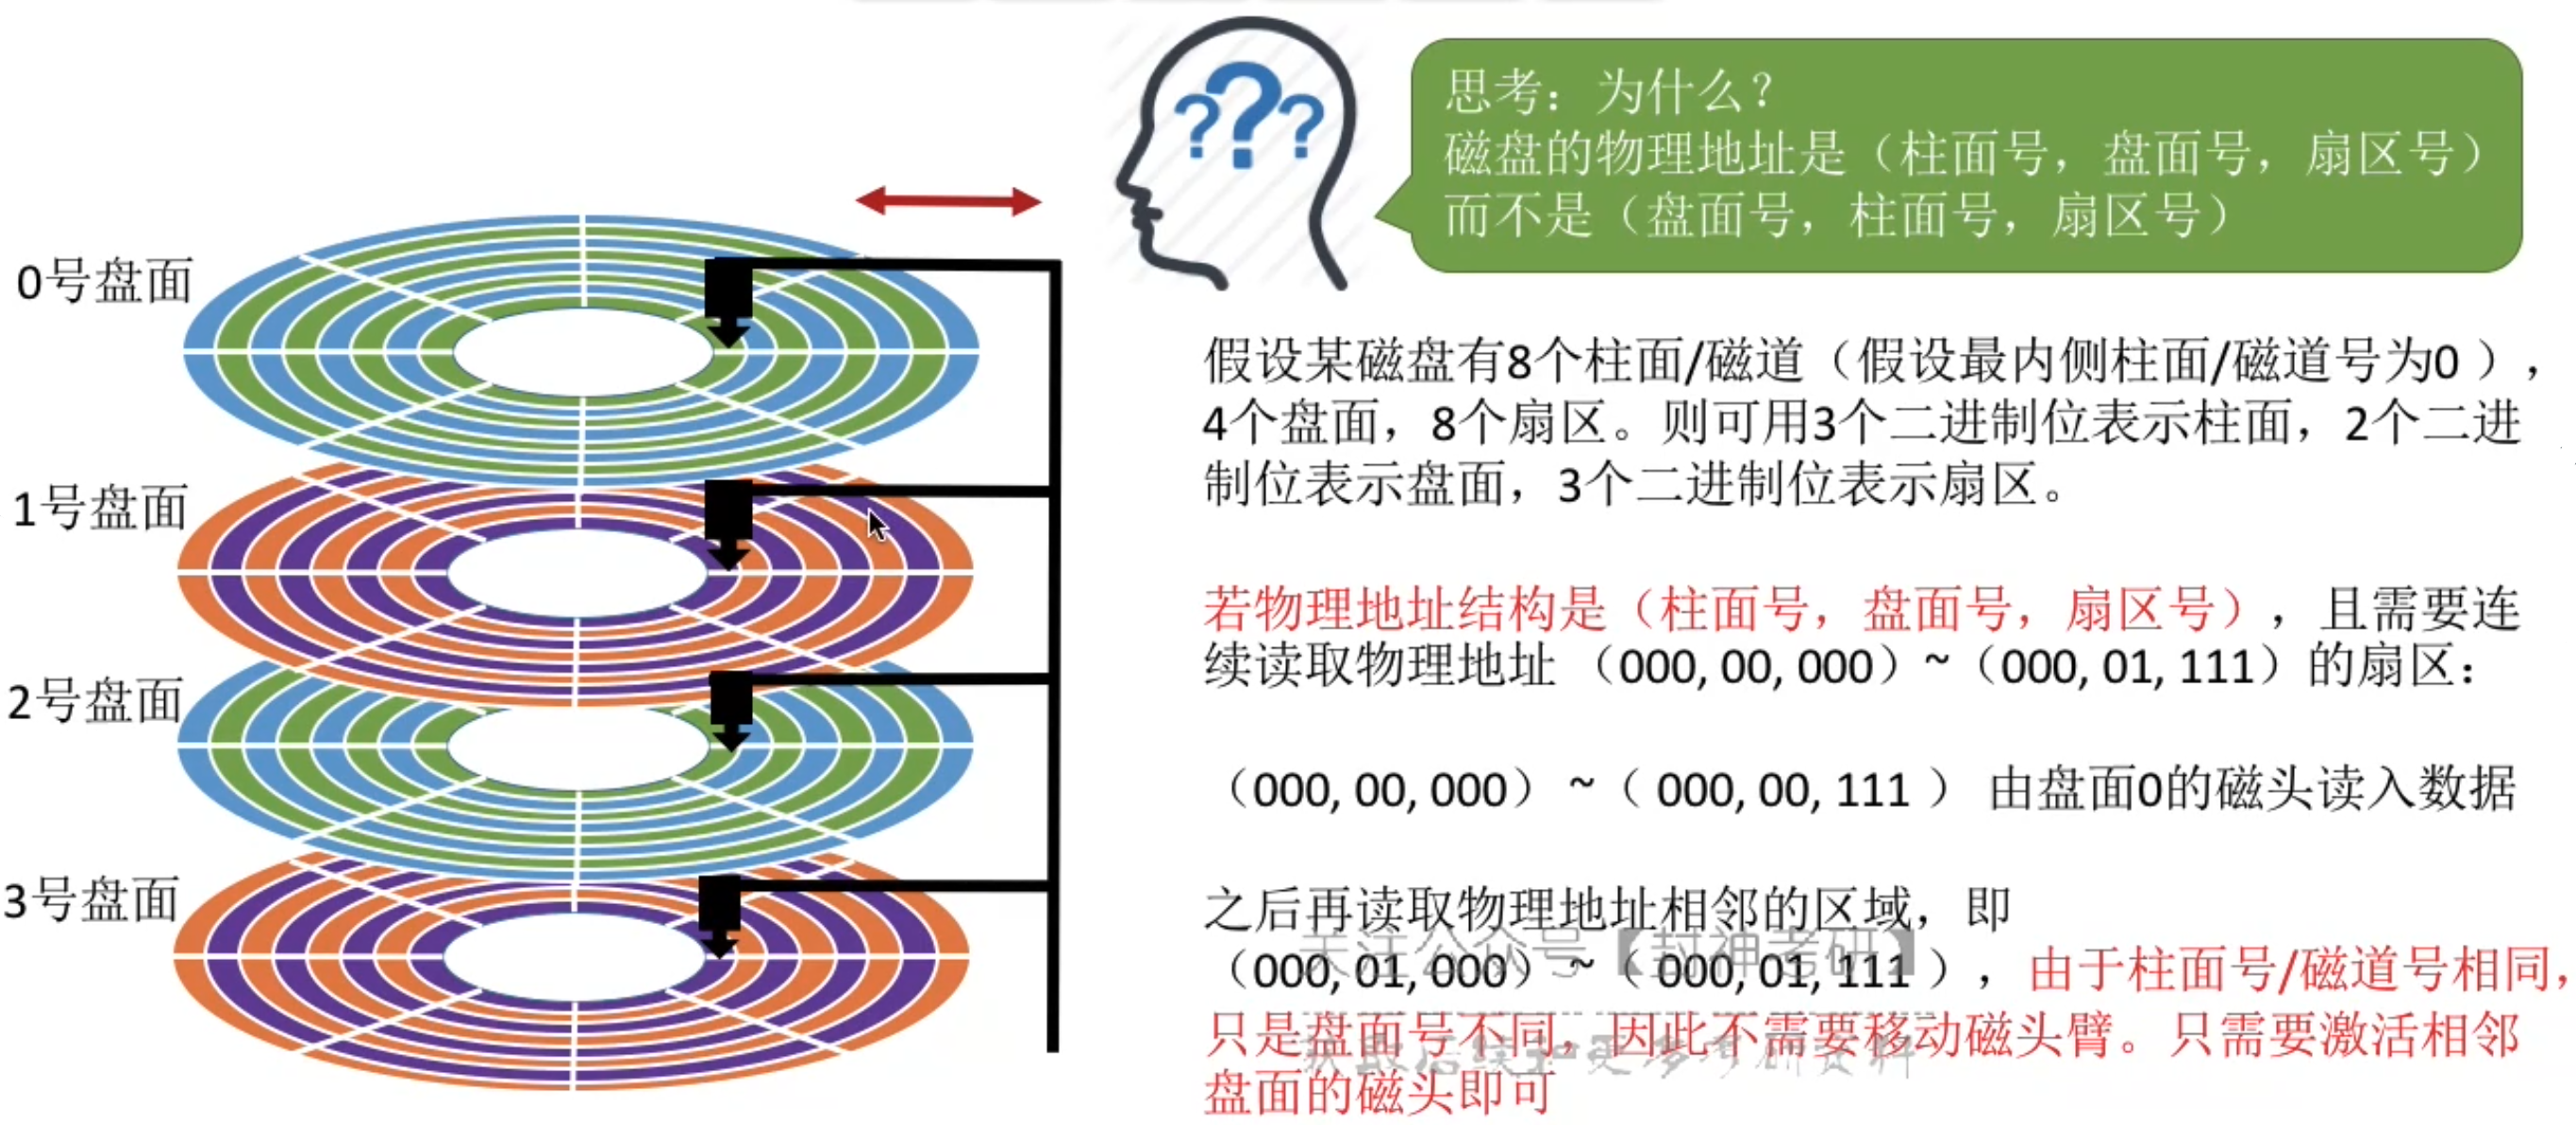 思考：为什么？
磁盘的物理地址是（柱面号，盘面号，扇区号）
而不是（盘面号，柱面号，扇区号）
? ? ?
0号盘面
1号盘面
2号盘面
3号盘面
假设某磁盘有8个柱面/磁道（假设最内侧柱面/磁道号为0 ），
4个盘面，8个扇区。则可用3个二进制位表示柱面，2个二进
制位表示盘面，3个二进制位表示扇区。
若物理地址结构是（柱面号，盘面号，扇区号），且需要连
续读取物理地址 （000, 00, 000）~（000, 01, 111）的扇区：
（000, 00, 000） ~（ 000, 00, 111 ） 由盘面0的磁头读入数据
之后再读取物理地址相邻的区域，即
关注公众号【封神考研】
（000, 01, 000） ~（ 000, 01, 111 ），由于柱面号/磁道号相同，
只是盘面号不同，因此不需要移动磁头臂。只需要激活相邻
盘面的磁头即可